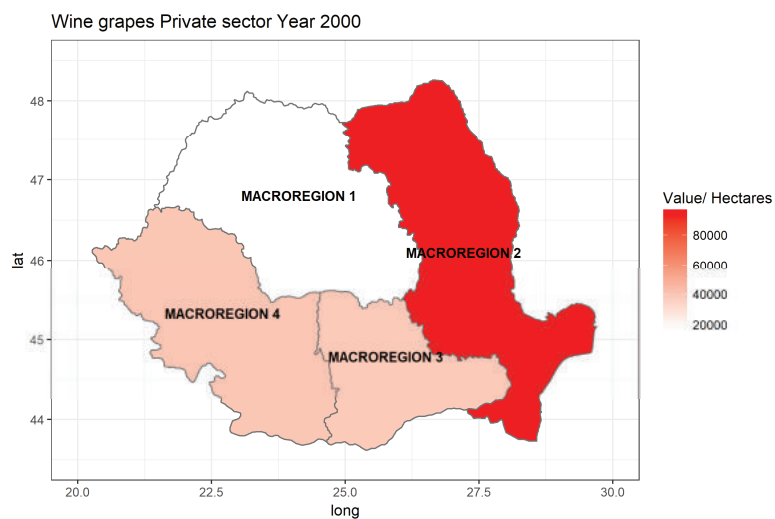 Wine grapes Private sector Year 2000
48
47
46
45
44
lat
MACROREGION 1
MACROREGION 2
MACROREGION 4
MACROREGION 3
20.0 22.5 25.0 27.5 30.0
long
Value/ Hectares
80000
60000
40000
20000